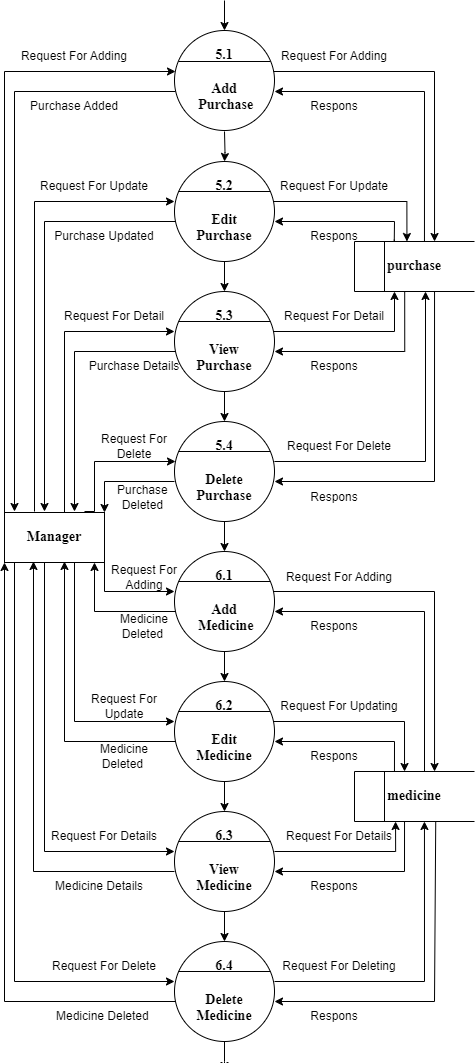 5.1
Request For Adding
Request For Adding
Add
Purchase
Purchase Added
Respons
5.2
Request For Update
Request For Update
Edit
Purchase
Purchase Updated
Respons
purchase
5.3
Request For Detail
Request For Detail
View
Purchase
Purchase Details
Respons
5.4
Request For
Delete
Request For Delete
Delete
Purchase
Purchase
Deleted
Respons
Manager
6.1
Request For
Adding
Request For Adding
Add
Medicine
Medicine
Deleted
Respons
6.2
Request For
Update
Request For Updating
Edit
Medicine
Medicine
Deleted
Respons
medicine
6.3
Request For Details
Request For Details
View
Medicine
Medicine Details
Respons
6.4
Request For Delete
Request For Deleting
Delete
Medicine
Medicine Deleted
Respons